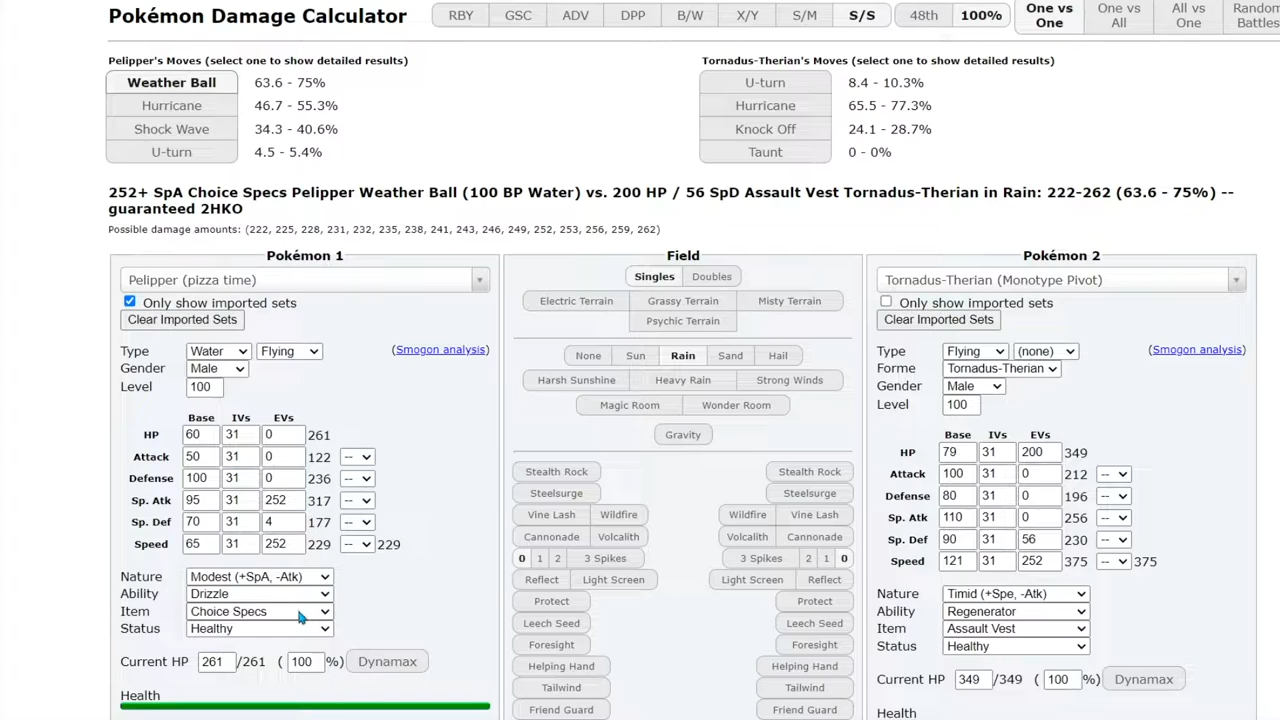 Pokémon Damage Calculator
RBY GSC ADV DPP B/W X/Y S/M S/S 48th 100% One vs One One vs All All vs One Random Battles
Pelipper's Moves (select one to show detailed results)
Weather Ball 63.6 - 75%
Hurricane 46.7 - 55.3%
Shock Wave 34.3 - 40.6%
U-turn 4.5 - 5.4%
Tornadus-Therian's Moves (select one to show detailed results)
U-turn 8.4 - 10.3%
Hurricane 65.5 - 77.3%
Knock Off 24.1 - 28.7%
Taunt 0 - 0%
252+ SpA Choice Specs Pelipper Weather Ball (100 BP Water) vs. 200 HP / 56 SpD Assault Vest Tornadus-Therian in Rain: 222-262 (63.6 - 75%) --
guaranteed 2HKO
Possible damage amounts: (222, 225, 228, 231, 232, 235, 238, 241, 243, 246, 249, 252, 253, 256, 259, 262)
Pokémon 1
Pelipper (pizza time)
Only show imported sets
Clear Imported Sets
Type Water Flying (Smogon analysis)
Gender Male
Level 100
Base IVs EVs
HP 60 31 0 261
Attack 50 31 0 122 --
Defense 100 31 0 236 --
Sp. Atk 95 31 252 317 --
Sp. Def 70 31 4 177 --
Speed 65 31 252 229 -- 229
Nature Modest (+SpA, -Atk)
Ability Drizzle
Item Choice Specs
Status Healthy
Current HP 261 /261 ( 100 %) Dynamax
Health
Field
Singles Doubles
Electric Terrain Grassy Terrain Misty Terrain
Psychic Terrain
None Sun Rain Sand Hail
Harsh Sunshine Heavy Rain Strong Winds
Magic Room Wonder Room
Gravity
Stealth Rock Stealth Rock
Steelsurge Steelsurge
Vine Lash Wildfire Wildfire Vine Lash
Cannonade Volcalith Volcalith Cannonade
0 1 2 3 Spikes 3 Spikes 2 1 0
Reflect Light Screen Light Screen Reflect
Protect Protect
Leech Seed Leech Seed
Foresight Foresight
Helping Hand Helping Hand
Tailwind Tailwind
Friend Guard Friend Guard
Pokémon 2
Tornadus-Therian (Monotype Pivot)
Only show imported sets
Clear Imported Sets
Type Flying (none) (Smogon analysis)
Forme Tornadus-Therian
Gender Male
Level 100
Base IVs EVs
HP 79 31 200 349
Attack 100 31 0 212 --
Defense 80 31 0 196 --
Sp. Atk 110 31 0 256 --
Sp. Def 90 31 56 230 --
Speed 121 31 252 375 -- 375
Nature Timid (+Spe, -Atk)
Ability Regenerator
Item Assault Vest
Status Healthy
Current HP 349 /349 ( 100 %) Dynamax
Health